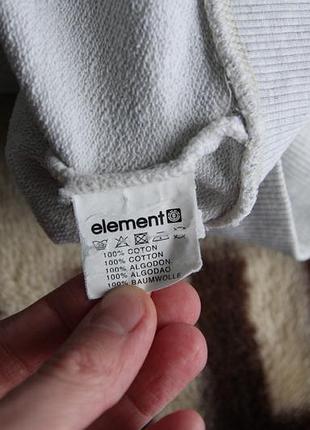 element
100% COTON
100% COTTON
100% ALGODON
100% ALGODAO
100% BAUMWOLLE